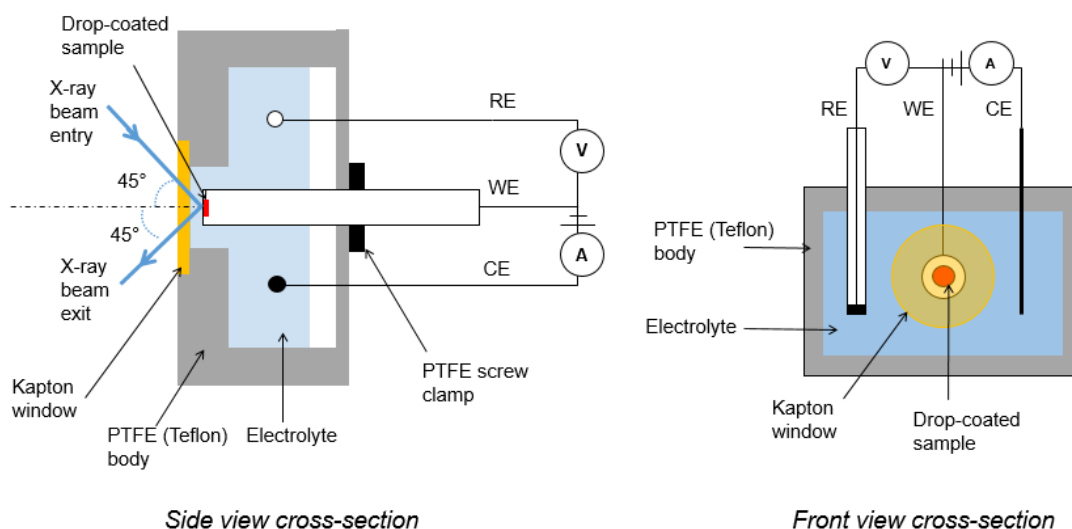 Drop-coated
sample
X-ray
beam
entry
45°
45°
X-ray
beam
exit
Kapton
window
PTFE (Teflon)
body
Electrolyte
PTFE screw
clamp
RE
WE
CE
V
A
Side view cross-section
V
A
RE
WE
CE
PTFE (Teflon)
body
Electrolyte
Kapton
window
Drop-coated
sample
Front view cross-section